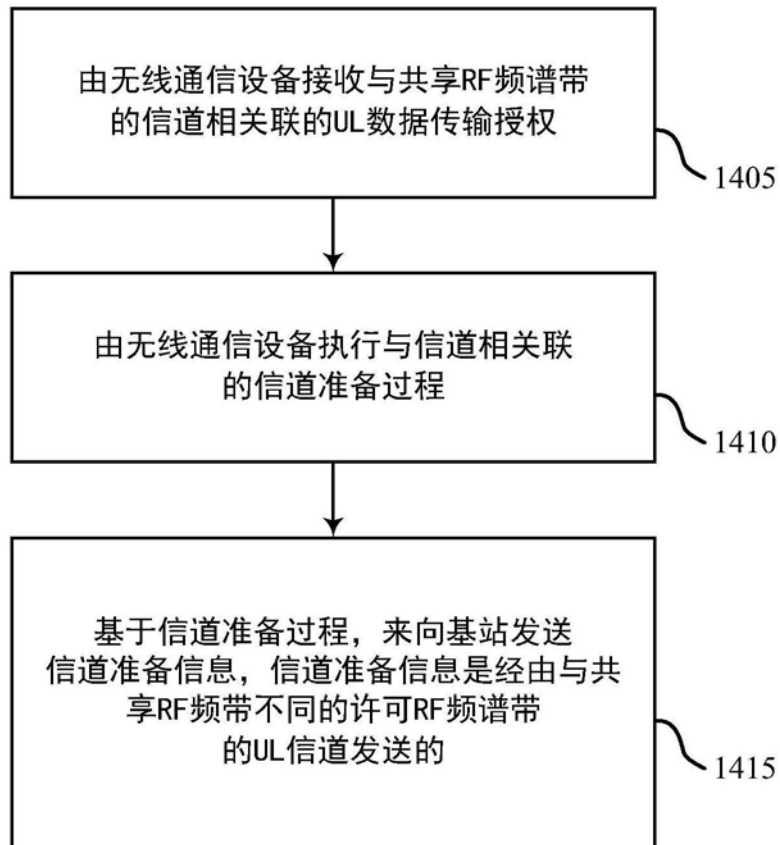 由无线通信设备接收与共享RF频谱带
的信道相关联的UL数据传输授权
1405
由无线通信设备执行与信道相关联
的信道准备过程
1410
基于信道准备过程，来向基站发送
信道准备信息，信道准备信息是经由与共
享RF频带不同的许可RF频谱带
的UL信道发送的
1415